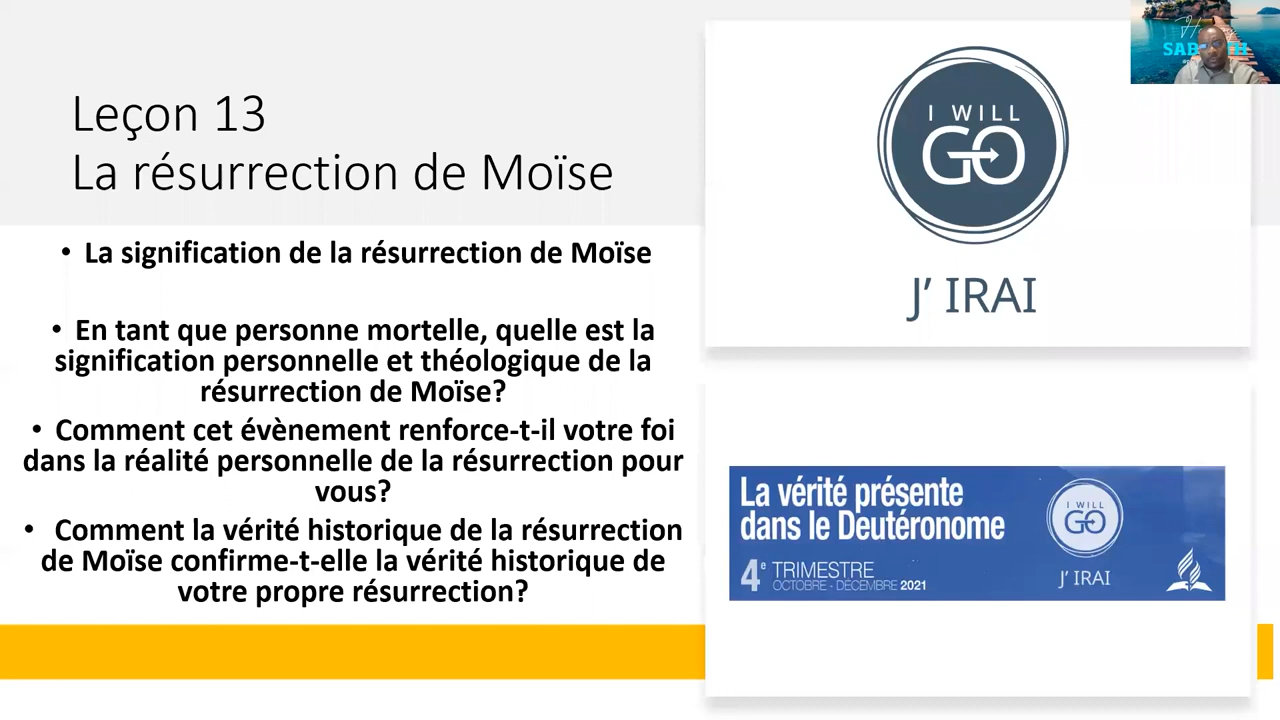 Leçon 13
La résurrection de Moïse
• La signification de la résurrection de Moïse
• En tant que personne mortelle, quelle est la
signification personnelle et théologique de la
résurrection de Moïse?
• Comment cet évènement renforce-t-il votre foi
dans la réalité personnelle de la résurrection pour
vous?
• Comment la vérité historique de la résurrection
de Moïse confirme-t-elle la vérité historique de
votre propre résurrection?
I WILL
GO
J' IRAI
La vérité présente
dans le Deutéronome
4e TRIMESTRE
OCTOBRE - DÉCEMBRE 2021
I WILL
GO
J' IRAI